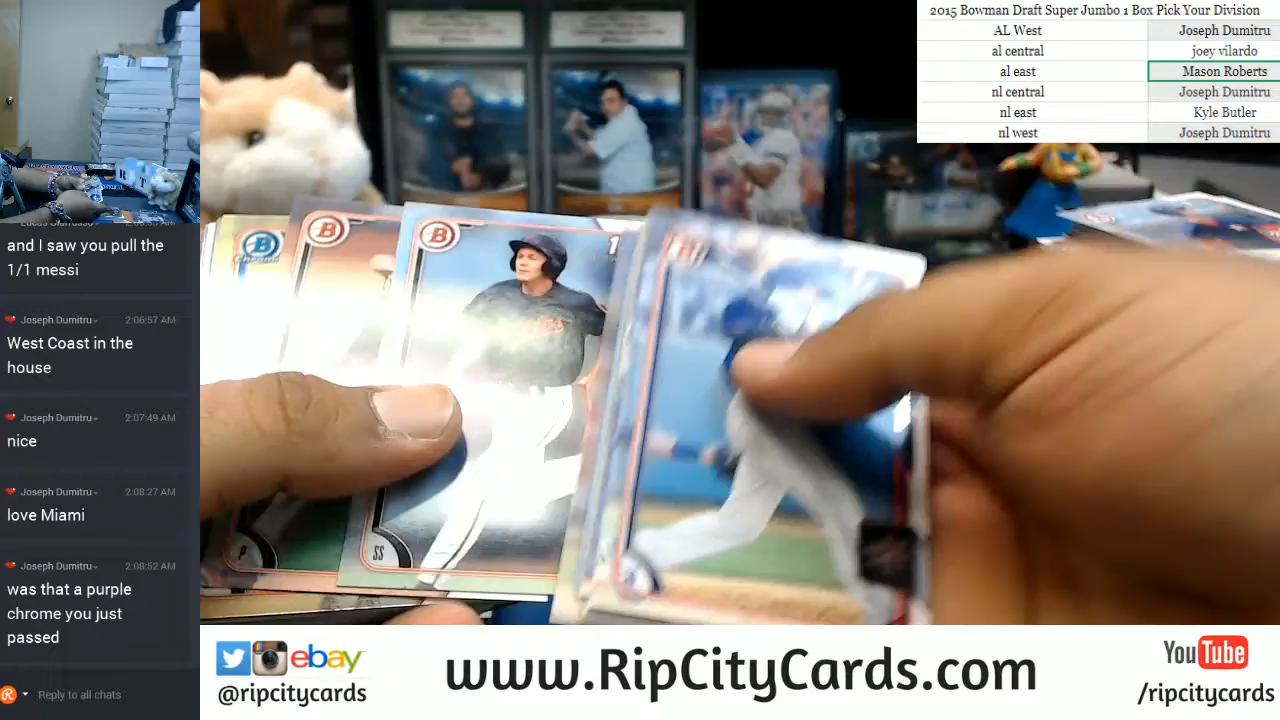 2015 Bowman Draft Super Jumbo 1 Box Pick Your Division
AL West Joseph Dumitru
al central joey vilardo
al east Mason Roberts
nl central Joseph Dumitru
nl east Kyle Butler
nl west Joseph Dumitru
and I saw you pull the
1/1 messi
Joseph Dumitru 2:06:57 AM
West Coast in the
house
Joseph Dumitru 2:07:49 AM
nice
Joseph Dumitru 2:08:27 AM
love Miami
Joseph Dumitru 2:08:52 AM
was that a purple
chrome you just
passed
Reply to all chats
B
Chrome
B
B
P
SS
ebay
@ripcitycards
www.RipCityCards.com
YouTube
/ripcitycards